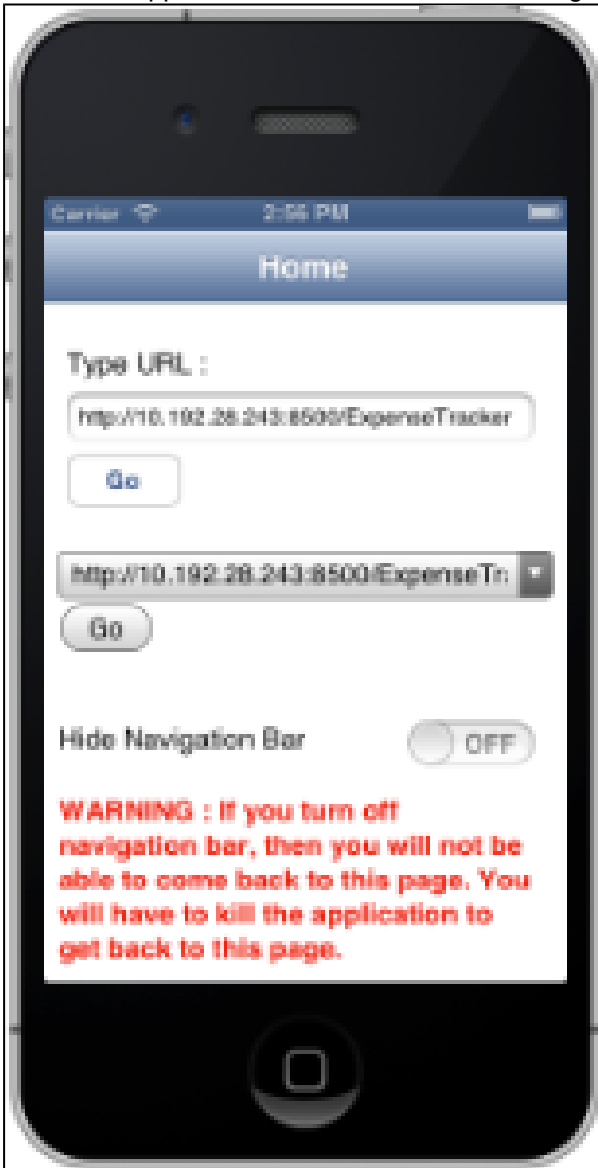 Carrier 2:56 PM
Home
Type URL :
http://10.192.28.243:8500/ExpenseTracker
Go
http://10.192.28.243:8500/ExpenseTr
Go
Hide Navigation Bar OFF
WARNING : If you turn off
navigation bar, then you will not be
able to come back to this page. You
will have to kill the application to
get back to this page.